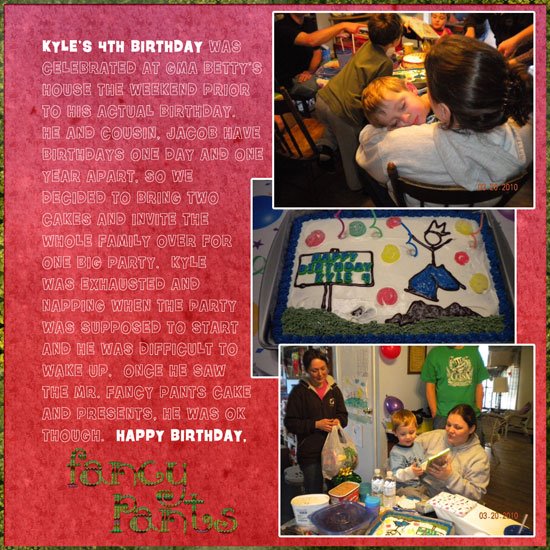 KYLE'S 4TH BIRTHDAY WAS
CELEBRATED AT GMA BETTY'S
HOUSE THE WEEKEND PRIOR
TO HIS ACTUAL BIRTHDAY.
HE AND COUSIN, JACOB HAVE
BIRTHDAYS ONE DAY AND ONE
YEAR APART, SO WE
DECIDED TO BRING TWO
CAKES AND INVITE THE
WHOLE FAMILY OVER FOR
ONE BIG PARTY. KYLE
WAS EXHAUSTED AND
NAPPING WHEN THE PARTY
WAS SUPPOSED TO START
AND HE WAS DIFFICULT TO
WAKE UP. ONCE HE SAW
THE MR. FANCY PANTS CAKE
AND PRESENTS, HE WAS OK
THOUGH. HAPPY BIRTHDAY,
fancy
pants
03.20.2010
HAPPY
BIRTHDAY
KYLE
03.20.2010